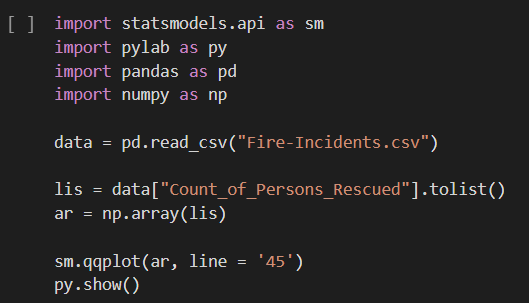 [ ] import statsmodels.api as sm
import pylab as py
import pandas as pd
import numpy as np
data = pd.read_csv("Fire-Incidents.csv")
lis = data["Count_of_Persons_Rescued"].tolist()
ar = np.array(lis)
sm.qqplot(ar, line = '45')
py.show()